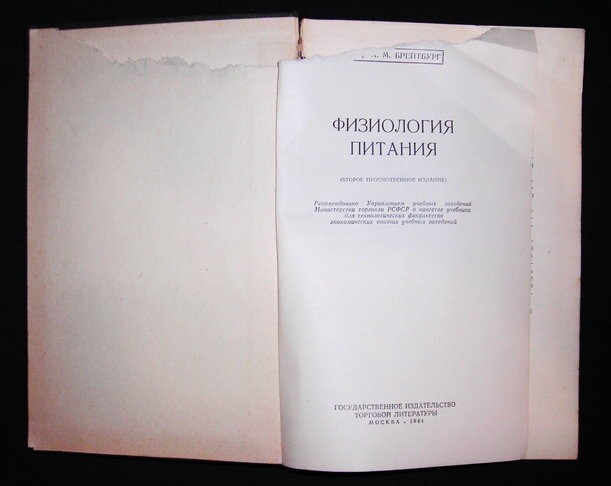 М. БРЕЙТБУРГ
ФИЗИОЛОГИЯ
ПИТАНИЯ
(ВТОРОЕ ПРОСМОТРЕННОЕ ИЗДАНИЕ)
Рекомендовано Управлением учебных заведений
Министерства торговли РСФСР в качестве учебника
для технологических факультетов
экономических высших учебных заведений
ГОСУДАРСТВЕННОЕ ИЗДАТЕЛЬСТВО
ТОРГОВОЙ ЛИТЕРАТУРЫ
МОСКВА · 1961